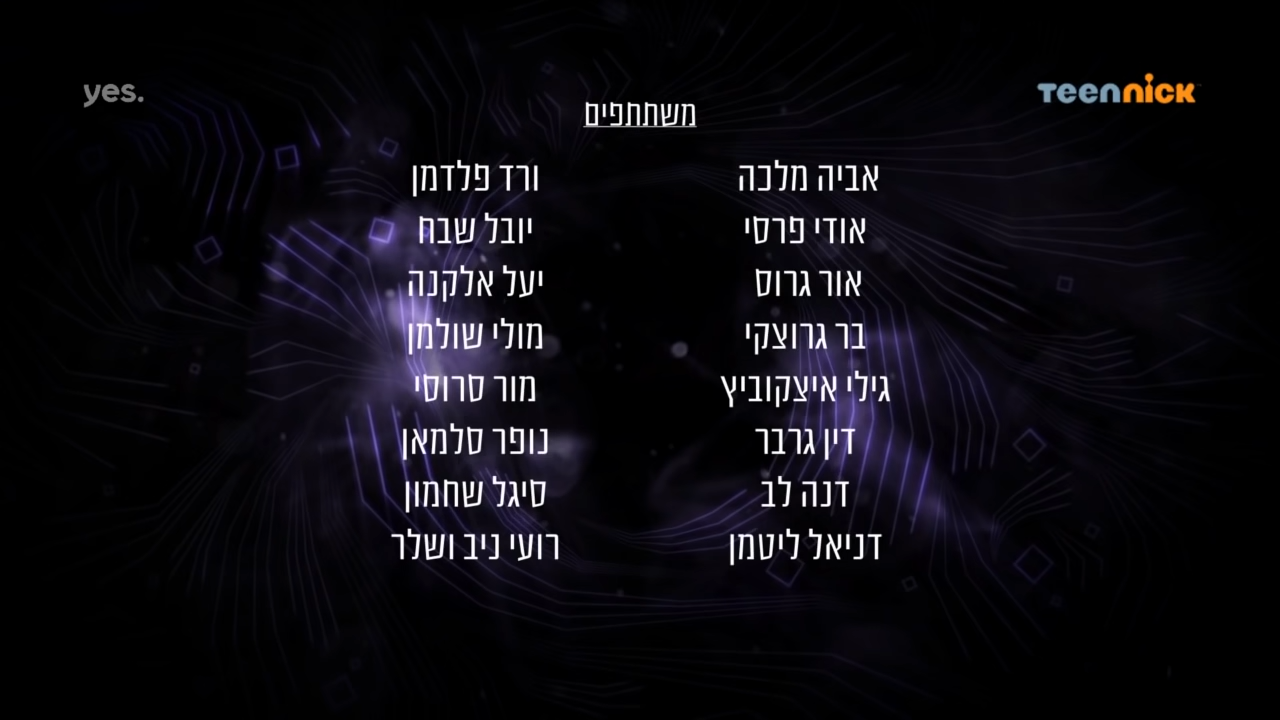 yes.
TEENNICK
משתתפים
אביה מלכה
אודי פרסי
אור גרוס
בר גרוצקי
גילי איצקוביץ
דין גרבר
דנה לב
דניאל ליטמן
ורד פלדמן
יובל שבח
יעל אלקנה
מולי שולמן
מור סרוסי
נופר סלמאן
סיגל שחמון
רועי ניב ושלר